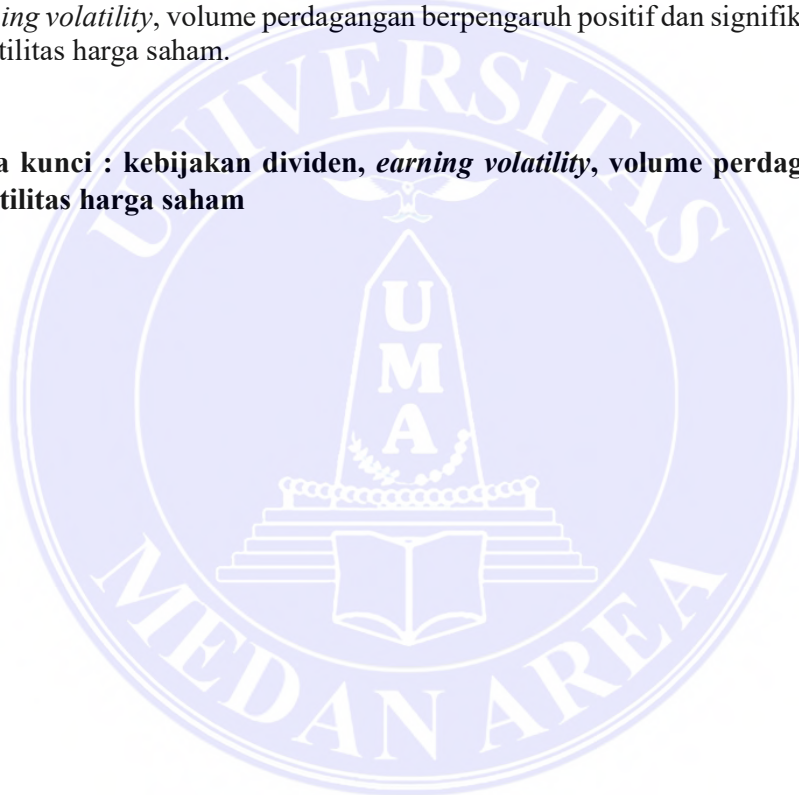 ing volatility, volume perdagangan berpengaruh positif dan signifik
tilitas harga saham.
a kunci : kebijakan dividen, earning volatility, volume perdag
tilitas harga saham
UNIVERSITAS
UMA
MEDAN AREA